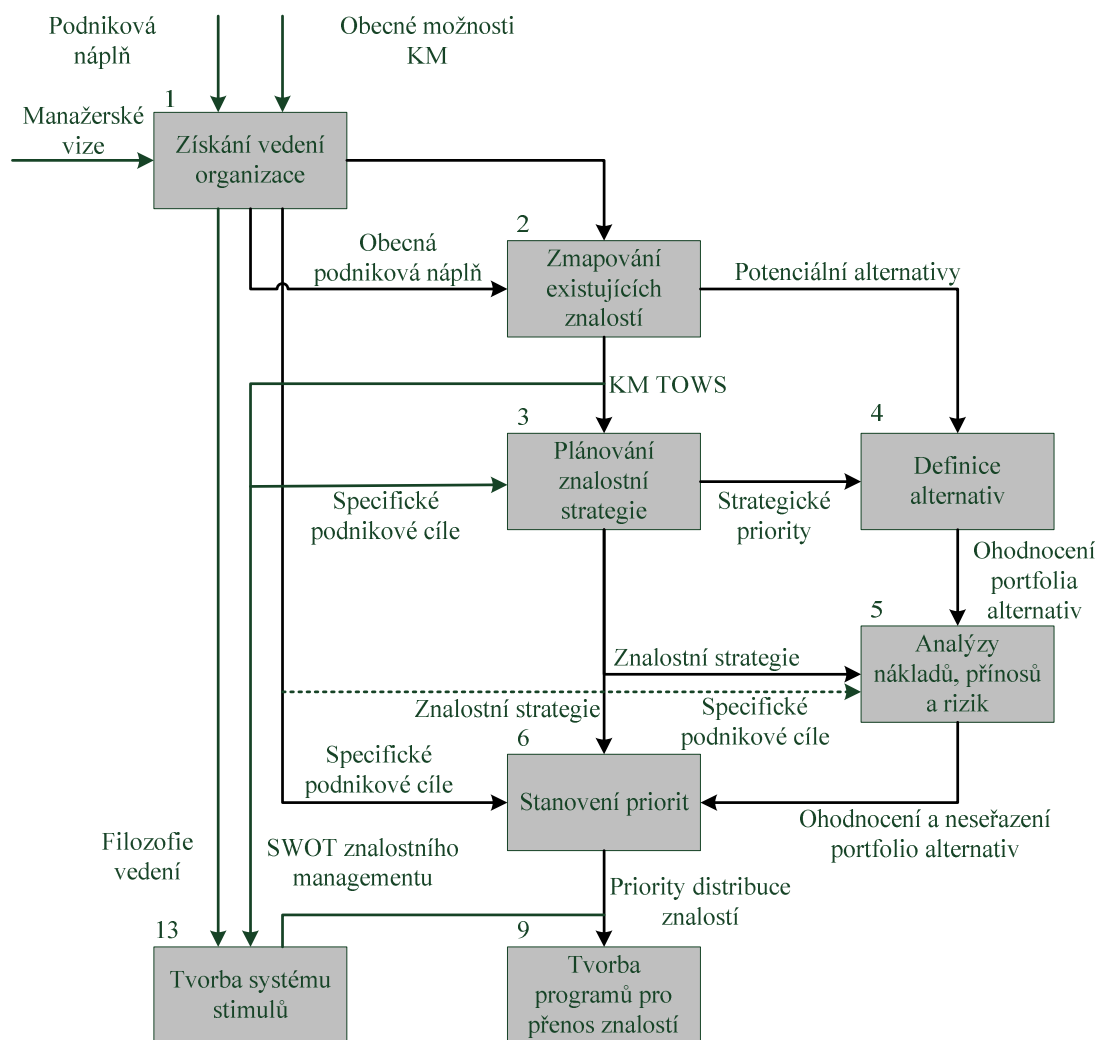 Podniková
náplň
Obecné možnosti
KM
Manažerské
vize
1
Získání vedení
organizace
2
Obecná
podniková náplň
Zmapování
existujících
znalostí
Potenciální alternativy
KM TOWS
3
Plánování
znalostní
strategie
4
Definice
alternativ
Specifické
podnikové cíle
Strategické
priority
Ohodnocení
portfolia
alternativ
5
Analýzy
nákladů, přínosů
a rizik
Znalostní strategie
Znalostní strategie
Specifické
podnikové cíle
6
Specifické
podnikové cíle
Stanovení priorit
Ohodnocení a neseřazení
portfolio alternativ
Filozofie
vedení
SWOT znalostního
managementu
Priority distribuce
znalostí
13
Tvorba systému
stimulů
9
Tvorba
programů pro
přenos znalostí